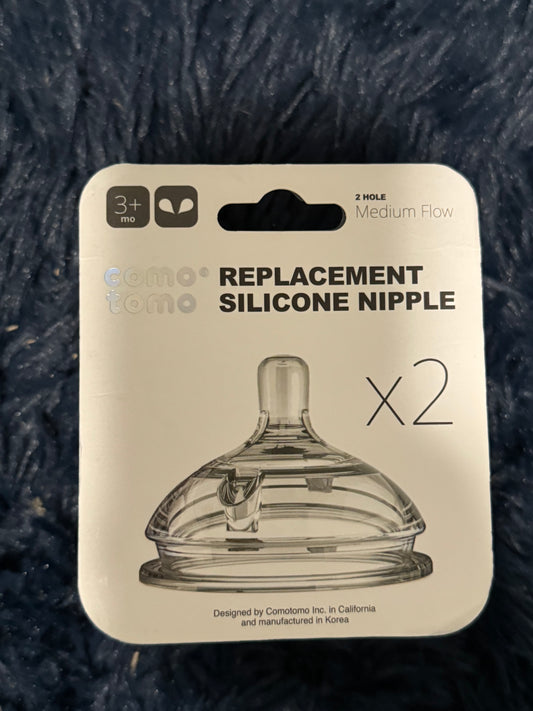 3+
mo
2 HOLE
Medium Flow
como®
tomo
REPLACEMENT
SILICONE NIPPLE
x2
Designed by Comotomo Inc. in California
and manufactured in Korea